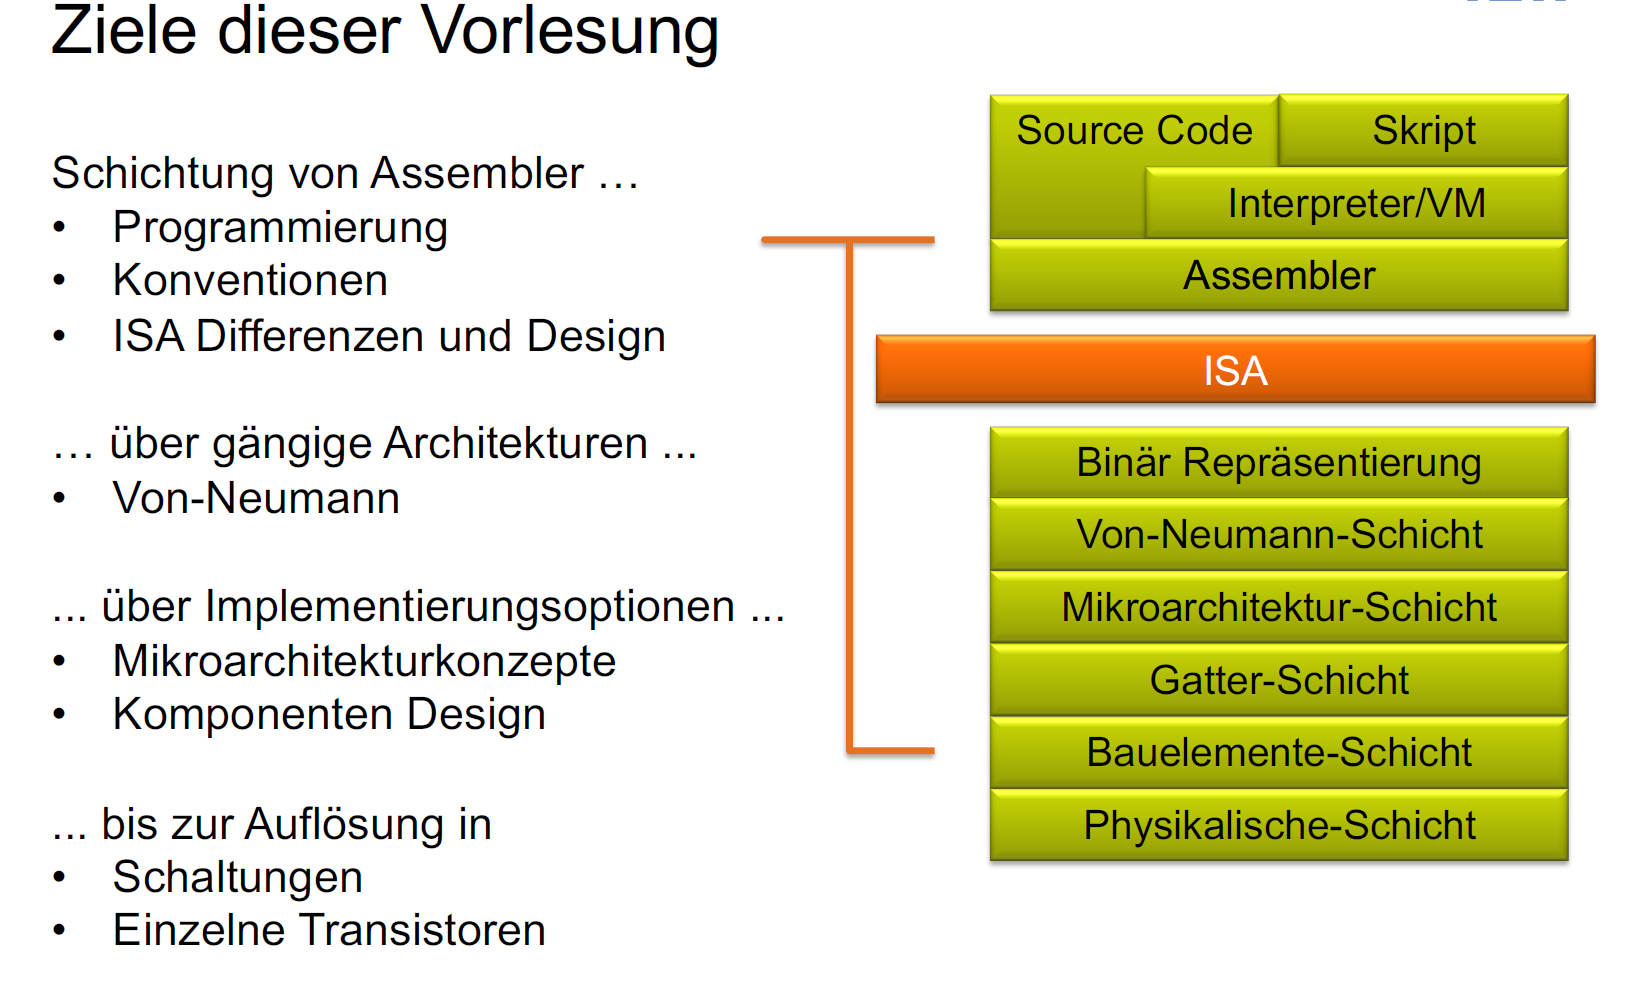 Ziele dieser Vorlesung
Schichtung von Assembler …
• Programmierung
• Konventionen
• ISA Differenzen und Design
… über gängige Architekturen ...
• Von-Neumann
... über Implementierungsoptionen ...
• Mikroarchitekturkonzepte
• Komponenten Design
... bis zur Auflösung in
• Schaltungen
• Einzelne Transistoren
Source Code
Skript
Interpreter/VM
Assembler
ISA
Binär Repräsentierung
Von-Neumann-Schicht
Mikroarchitektur-Schicht
Gatter-Schicht
Bauelemente-Schicht
Physikalische-Schicht